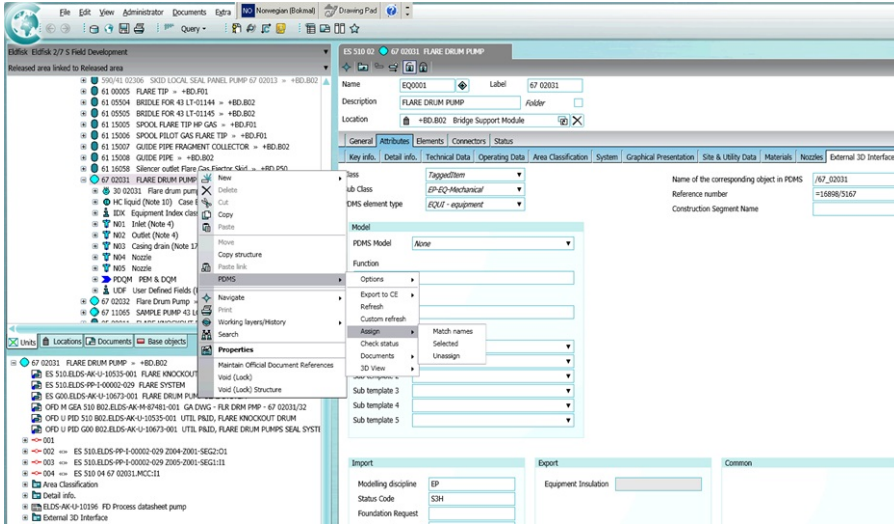 File Edit View Administrator Documents Extra NO Norwegian (Bokmal) Drawing Pad
Query
Eldfisk Eldfisk 2/7 S Field Development
Released area linked to Released area
590/41 02306 SKID LOCAL SEAL PANEL PUMP 67 02013 » +BD.B02
61 00005 FLARE TIP » +BD.F01
61 05504 BRIDLE FOR 43 LT-01144 » +BD.B02
61 05505 BRIDLE FOR 43 LT-01145 » +BD.B02
61 15005 SPOOL FLARE TIP HP GAS » +BD.F01
61 15006 SPOOL PILOT GAS FLARE TIP » +BD.F01
61 15007 GUIDE PIPE FRAGMENT COLLECTOR » +BD.B02
61 15008 GUIDE PIPE » +BD.B02
61 16058 Silencer outlet Flare Gas Ejector Skid » +BD.P50
67 02031 FLARE DRUM PUMP
30 02031 Flare drum pump
HC liquid (Note 10) Case
IDX Equipment Index
N01 Inlet (Note 4)
N02 Outlet (Note 4)
N03 Casing drain (Note 17
N04 Nozzle
N05 Nozzle
PDQM PEM & DQM
UDF User Defined Fields
67 02032 Flare Drum Pump
67 11065 SAMPLE PUMP 43
New
Delete
Cut
Copy
Paste
Move
Copy structure
Paste link
PDMS
Navigate
Print
Working layers/History
Search
Properties
Maintain Official Document References
Void (Lock)
Void (Lock) Structure
Options
Export to CE
Refresh
Custom refresh
Assign
Check status
Documents
3D View
Match names
Selected
Unassign
Units Locations Documents Base objects
67 02031 FLARE DRUM PUMP » +BD.B02
ES 510.ELDS-AK-U-10535-001 FLARE KNOCKOUT
ES 510.ELDS-PP-I-00002-029 FLARE SYSTEM
ES G00.ELDS-AK-U-10673-001 FLARE DRUM
OFD M GEA 510 B02.ELDS-AK-M-87481-001 GA DWG - FLR DRM PMP - 67 02031/32
OFD U PID 510 B02.ELDS-AK-U-10535-001 UTIL P&ID, FLARE KNOCKOUT DRUM
OFD U PID G00 B02.ELDS-AK-U-10673-001 UTIL P&ID, FLARE DRUM PUMPS SEAL SYSTI
001
002 ES 510.ELDS-PP-I-00002-029 Z004-Z001-SEG2:O1
003 ES 510.ELDS-PP-I-00002-029 Z005-Z001-SEG1:I1
004 ES 510 04 67 02031.MCC:I1
Area Classification
Detail info.
ELDS-AK-U-10196 FD Process datasheet pump
External 3D Interface
ES 510 02 67 02031 FLARE DRUM PUMP
Name EQ0001 Label 67 02031
Description FLARE DRUM PUMP Folder
Location +BD.B02 Bridge Support Module
General Attributes Elements Connectors Status
Key info. Detail info. Technical Data Operating Data Area Classification System Graphical Presentation Site & Utility Data Materials Nozzles External 3D Interface
TaggedItem
Class EP-EQ-Mechanical
PDMS element type EQUI - equipment
Name of the corresponding object in PDMS /67_02031
Reference number =16898/5167
Construction Segment Name
Model
PDMS Model None
Function
Sub template 2
Sub template 3
Sub template 4
Sub template 5
Import
Modelling discipline EP
Status Code S3H
Foundation Request
Export
Equipment Insulation
Common